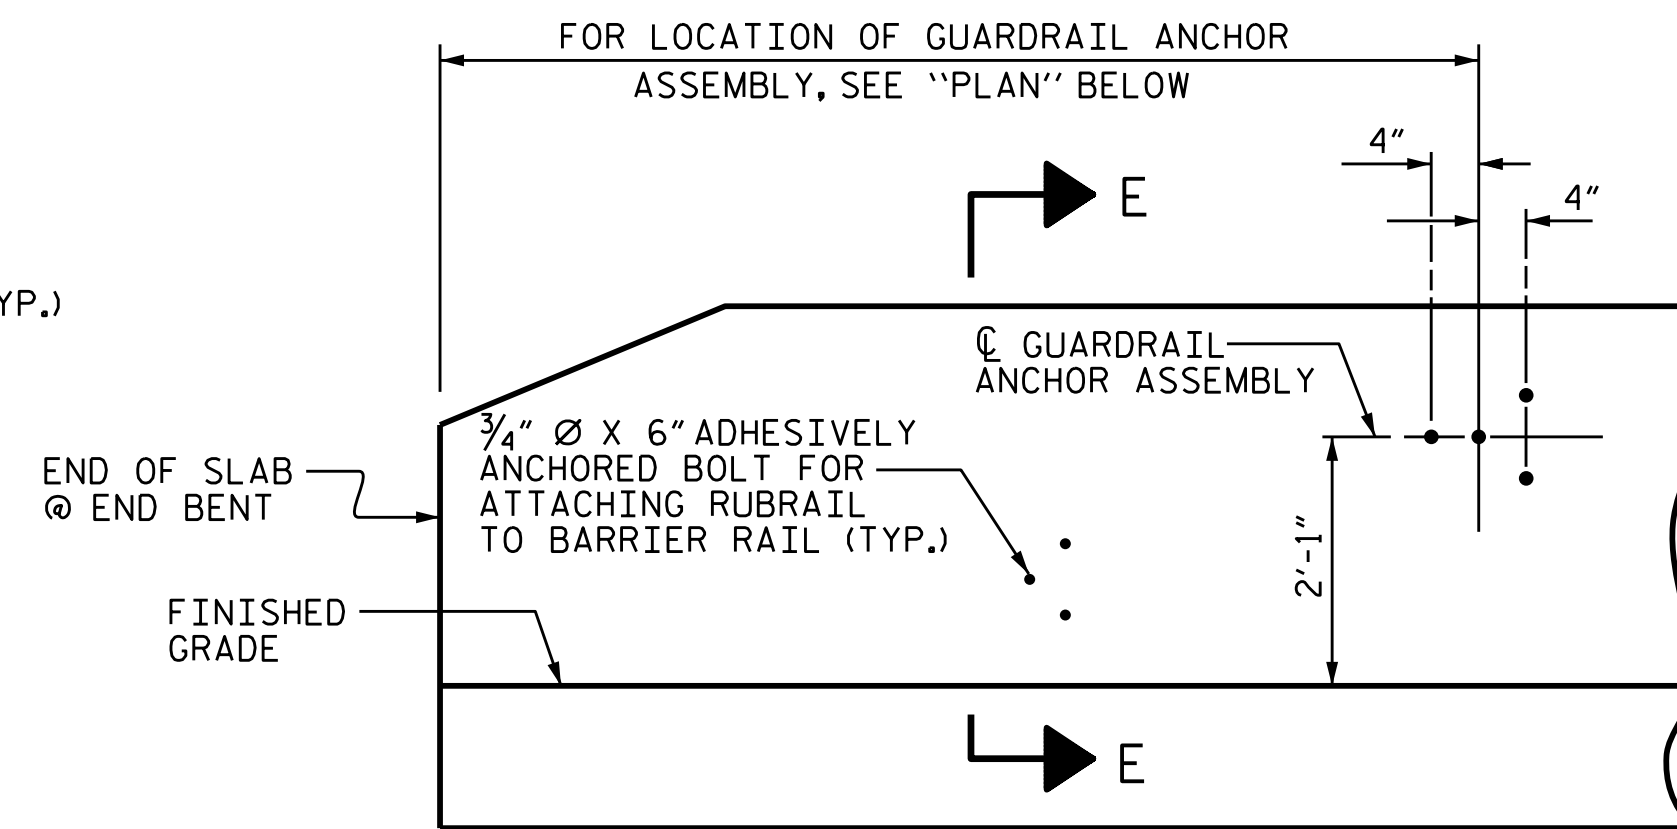 FOR LOCATION OF GUARDRAIL ANCHOR
ASSEMBLY, SEE "PLAN" BELOW
4"
4"
E
YP.)
℄ GUARDRAIL
ANCHOR ASSEMBLY
3/4" Ø X 6" ADHESIVELY
ANCHORED BOLT FOR
ATTACHING RUBRAIL
TO BARRIER RAIL (TYP.)
END OF SLAB
@ END BENT
2'-1"
FINISHED
GRADE
E